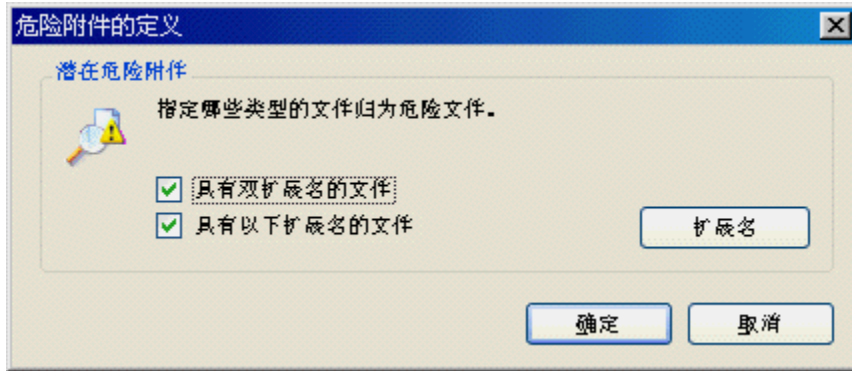 危险附件的定义
潜在危险附件
指定哪些类型的文件归为危险文件。
具有双扩展名的文件
具有以下扩展名的文件
扩展名
确定
取消